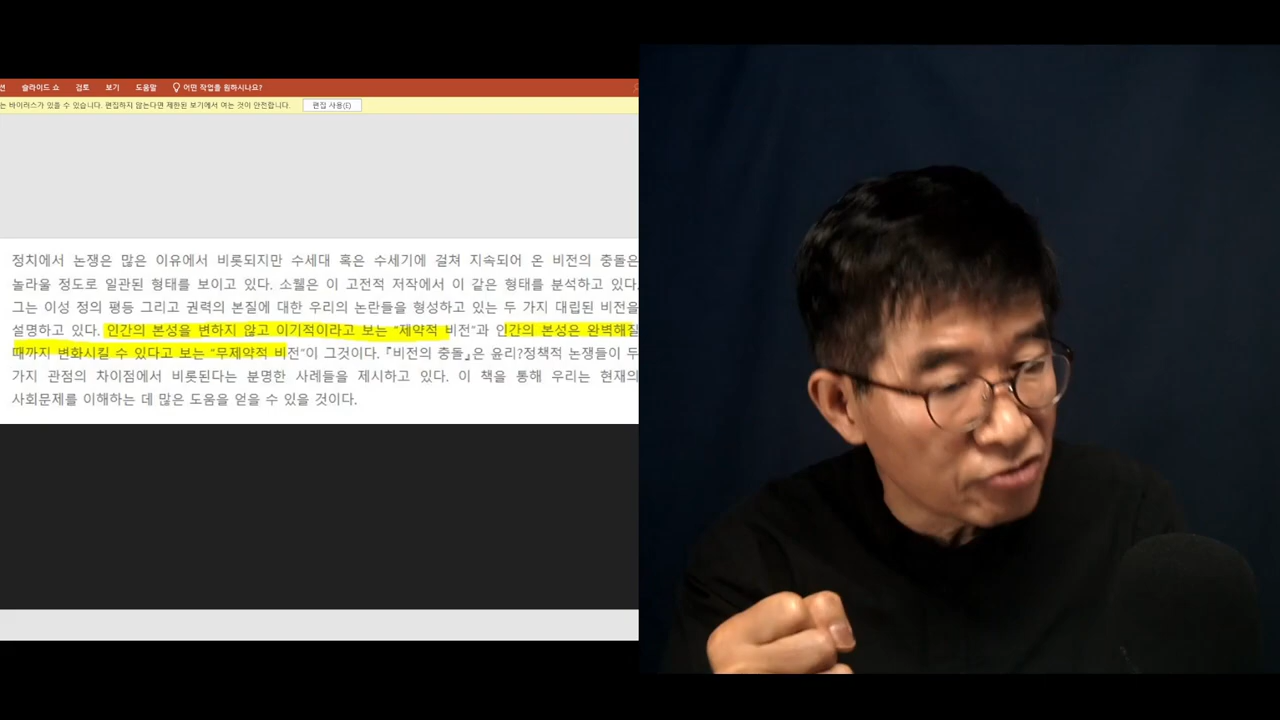 션 슬라이드 쇼 검토 보기 도움말 어떤 작업을 원하시나요?
는 바이러스가 있을 수 있습니다. 편집하지 않는다면 제한된 보기에서 여는 것이 안전합니다. 편집 사용(E)
정치에서 논쟁은 많은 이유에서 비롯되지만 수세대 혹은 수세기에 걸쳐 지속되어 온 비전의 충돌은
놀라울 정도로 일관된 형태를 보이고 있다. 소웰은 이 고전적 저작에서 이 같은 형태를 분석하고 있다.
그는 이성 정의 평등 그리고 권력의 본질에 대한 우리의 논란들을 형성하고 있는 두 가지 대립된 비전을
설명하고 있다. 인간의 본성을 변하지 않고 이기적이라고 보는 “제약적 비전”과 인간의 본성은 완벽해질
때까지 변화시킬 수 있다고 보는 “무제약적 비전”이 그것이다. 『비전의 충돌』은 윤리?정책적 논쟁들이 두
가지 관점의 차이점에서 비롯된다는 분명한 사례들을 제시하고 있다. 이 책을 통해 우리는 현재의
사회문제를 이해하는 데 많은 도움을 얻을 수 있을 것이다.